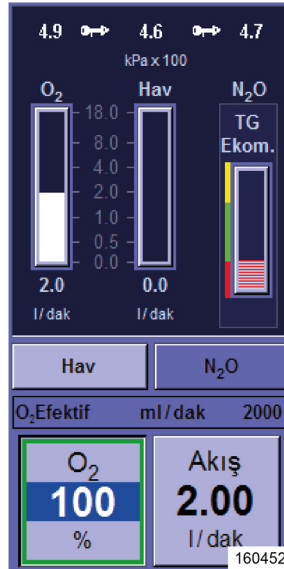 4.9 4.6 4.7
kPa x 100
O₂ Hav N₂O
TG
Ekom.
18.0
8.0
4.0
2.0
1.0
0.5
0.0
2.0 0.0
l/dak l/dak
Hav N₂O
O₂Efektif ml/dak 2000
O₂ Akış
100 2.00
% l/dak
160452